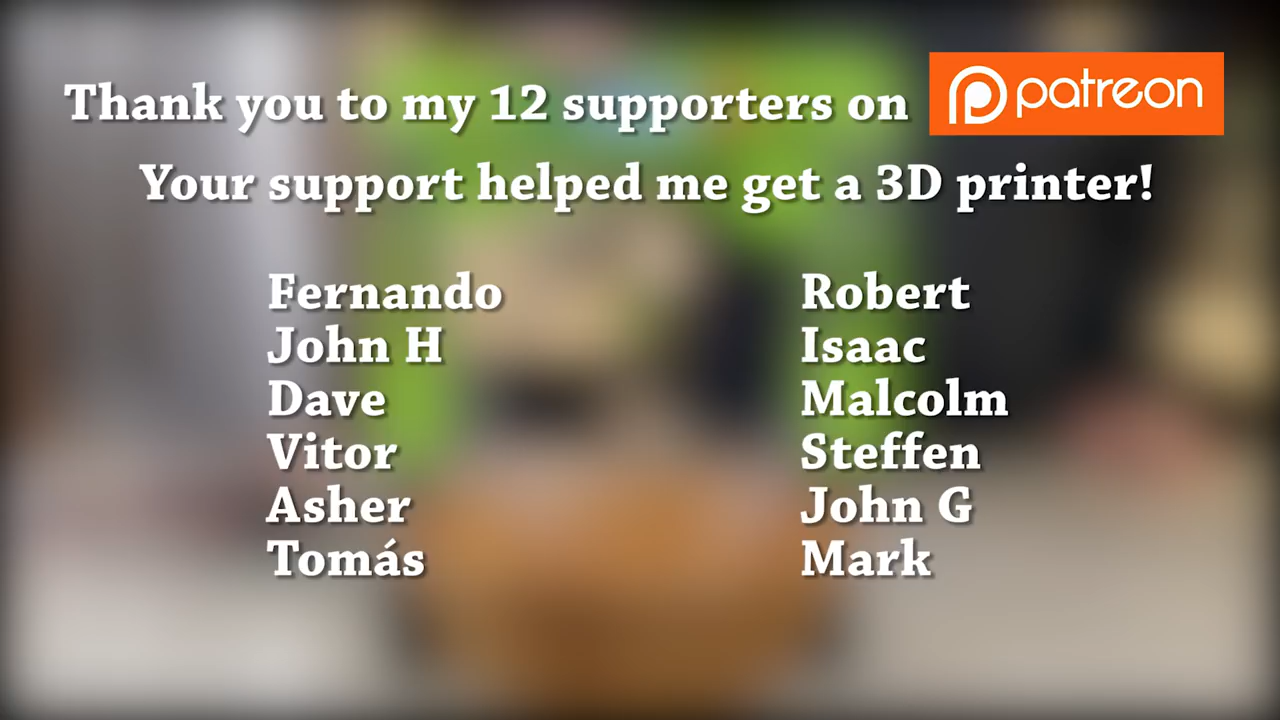 Thank you to my 12 supporters on patreon
Your support helped me get a 3D printer!
Fernando
John H
Dave
Vitor
Asher
Tomás
Robert
Isaac
Malcolm
Steffen
John G
Mark